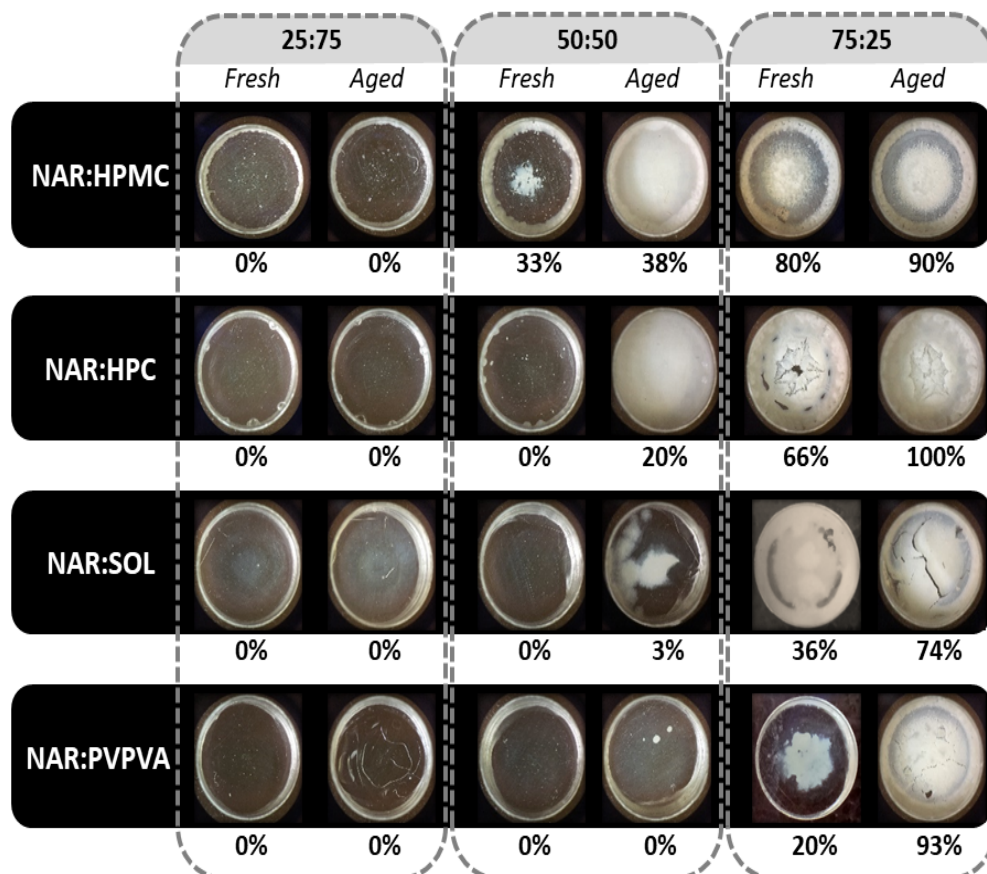 25:75 50:50 75:25
Fresh Aged Fresh Aged Fresh Aged
NAR:HPMC
0% 0% 33% 38% 80% 90%
NAR:HPC
0% 0% 0% 20% 66% 100%
NAR:SOL
0% 0% 0% 3% 36% 74%
NAR:PVPVA
0% 0% 0% 0% 20% 93%